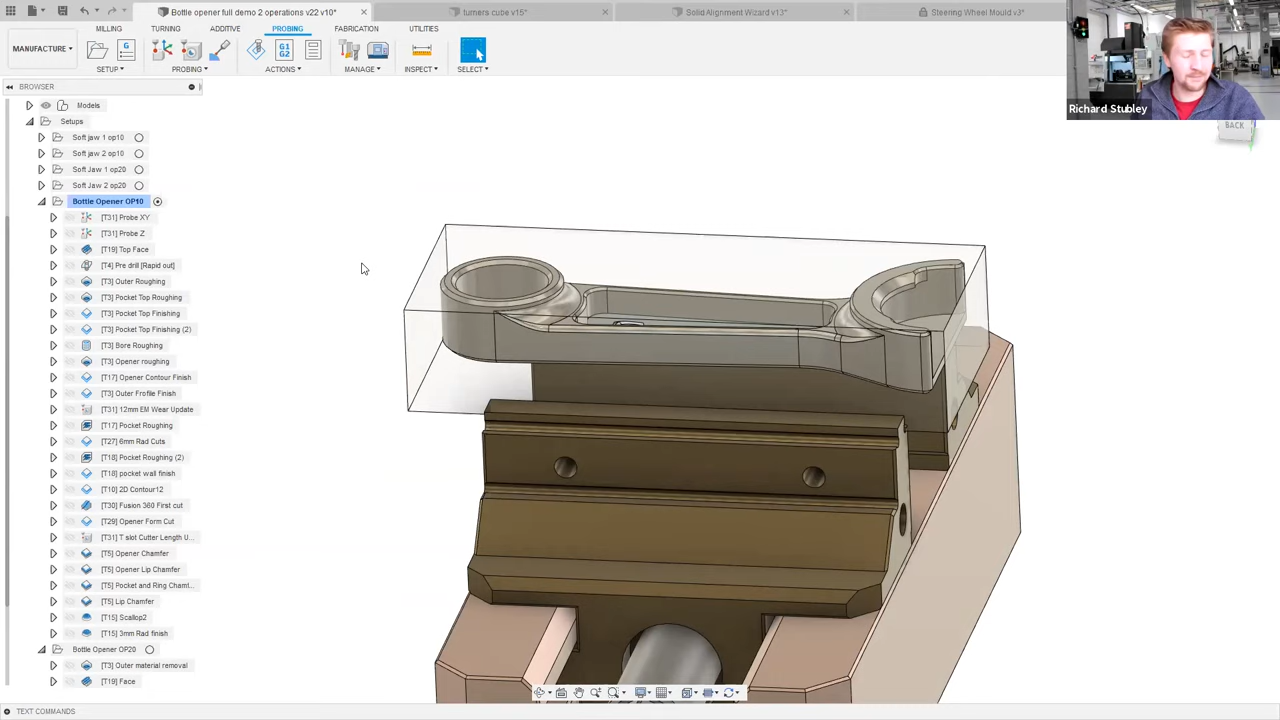 Bottle opener full demo 2 operations v22 v10*
turners cube v15*
Solid Alignment Wizard v13*
Steering Wheel Mould v3*
MILLING
TURNING
ADDITIVE
PROBING
FABRICATION
UTILITIES
MANUFACTURE
G
G1
G2
SETUP
PROBING
ACTIONS
MANAGE
INSPECT
SELECT
Richard Stubley
BACK
BROWSER
Models
Setups
Soft jaw 1 op10
Soft jaw 2 op10
Soft Jaw 1 op20
Soft Jaw 2 op20
Bottle Opener OP10
[T31] Probe XY
[T31] Probe Z
[T19] Top Face
[T4] Pre drill [Rapid out]
[T3] Outer Roughing
[T3] Pocket Top Roughing
[T3] Pocket Top Finishing
[T3] Pocket Top Finishing (2)
[T3] Bore Roughing
[T3] Opener roughing
[T17] Opener Contour Finish
[T3] Outer Frofile Finish
[T31] 12mm EM Wear Update
[T17] Pocket Roughing
[T27] 6mm Rad Cuts
[T18] Pocket Roughing (2)
[T18] pocket wall finish
[T10] 2D Contour12
[T30] Fusion 360 First cut
[T29] Opener Form Cut
[T31] T slot Cutter Length U...
[T5] Opener Chamfer
[T5] Opener Lip Chamfer
[T5] Pocket and Ring Chamf...
[T5] Lip Chamfer
[T15] Scallop2
[T15] 3mm Rad finish
Bottle Opener OP20
[T3] Outer material removal
[T19] Face
TEXT COMMANDS